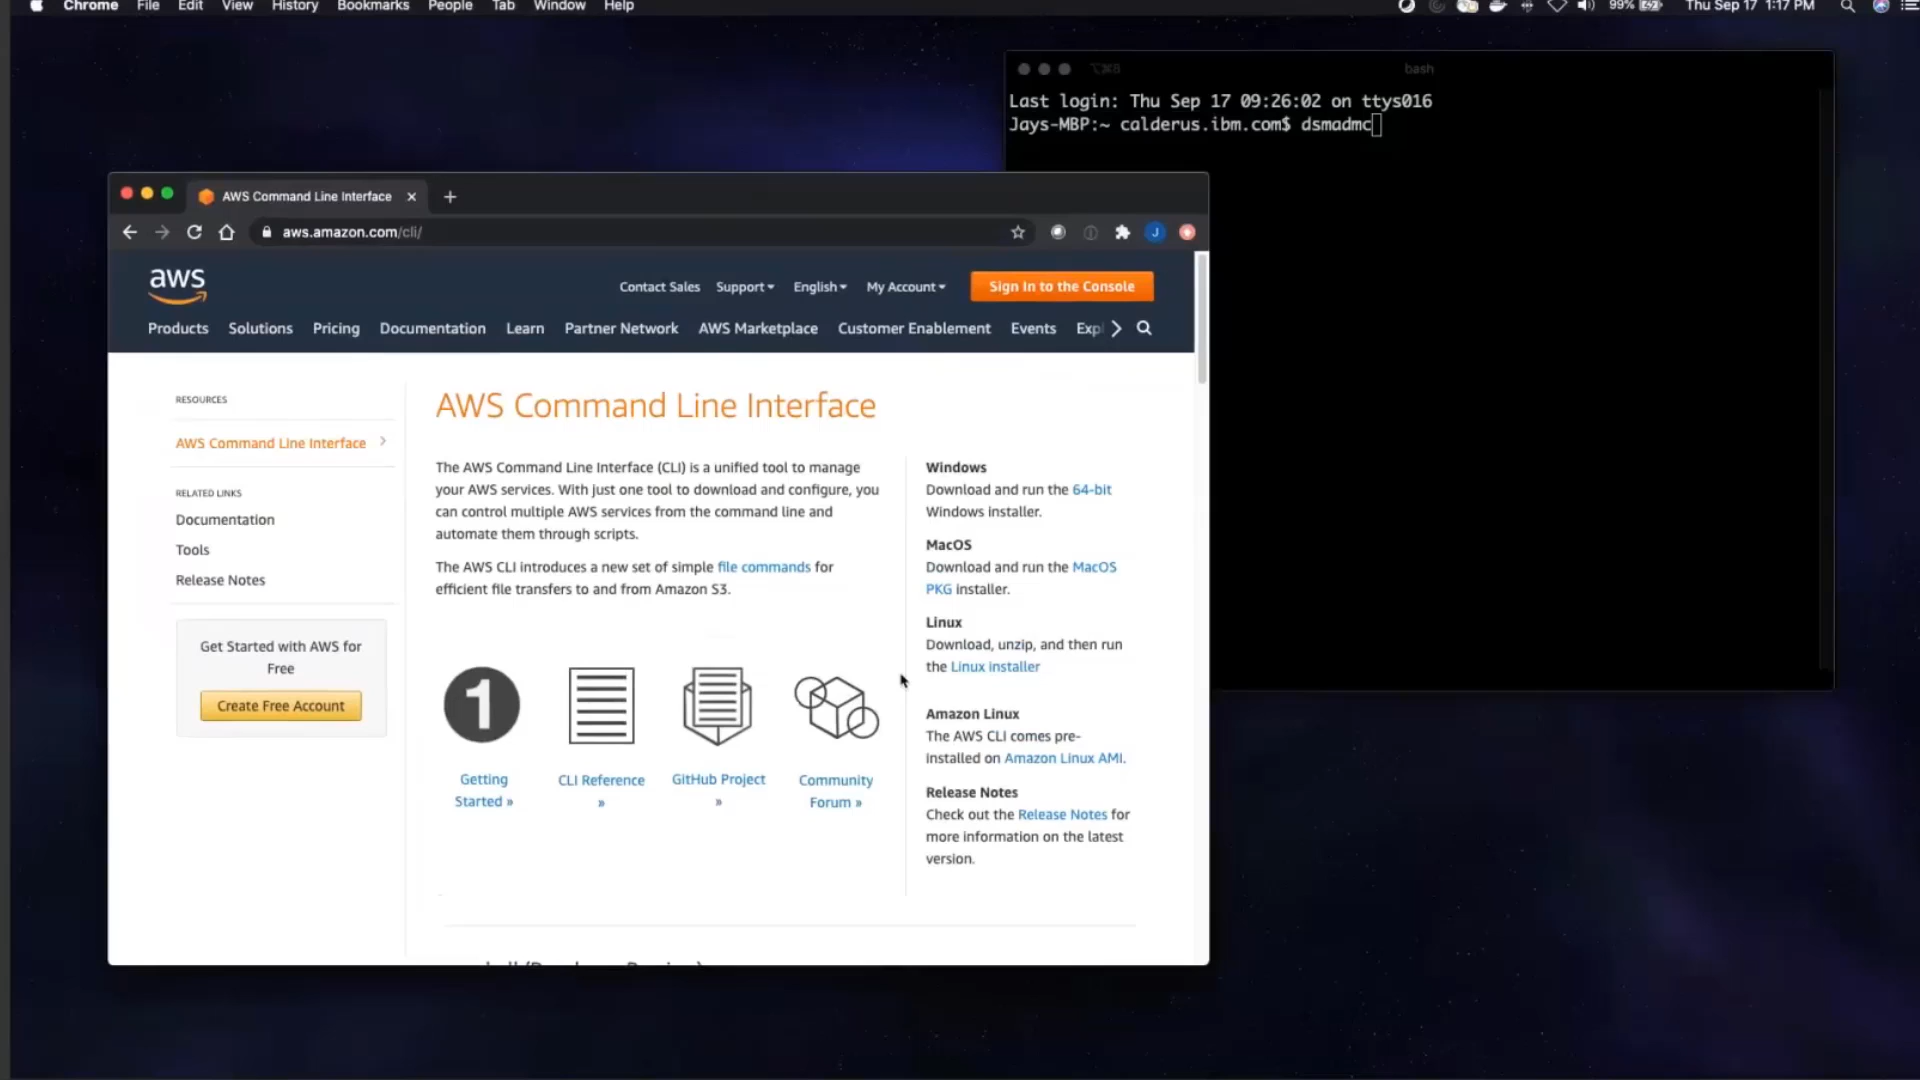 Chrome File Edit View History Bookmarks People Tab Window Help
99% Thu Sep 17 1:17 PM
bash
Last login: Thu Sep 17 09:26:02 on ttys016
Jays-MBP:~ calderus.ibm.com$ dsmadmc
AWS Command Line Interface
aws.amazon.com/cli/
J
aws
Contact Sales Support English My Account Sign In to the Console
Products Solutions Pricing Documentation Learn Partner Network AWS Marketplace Customer Enablement Events Expl
RESOURCES
AWS Command Line Interface
RELATED LINKS
Documentation
Tools
Release Notes
Get Started with AWS for
Free
Create Free Account
AWS Command Line Interface
The AWS Command Line Interface (CLI) is a unified tool to manage
your AWS services. With just one tool to download and configure, you
can control multiple AWS services from the command line and
automate them through scripts.
The AWS CLI introduces a new set of simple file commands for
efficient file transfers to and from Amazon S3.
1
Getting
Started »
CLI Reference
»
GitHub Project
»
Community
Forum »
Windows
Download and run the 64-bit
Windows installer.
MacOS
Download and run the MacOS
PKG installer.
Linux
Download, unzip, and then run
the Linux installer
Amazon Linux
The AWS CLI comes pre-
installed on Amazon Linux AMI.
Release Notes
Check out the Release Notes for
more information on the latest
version.